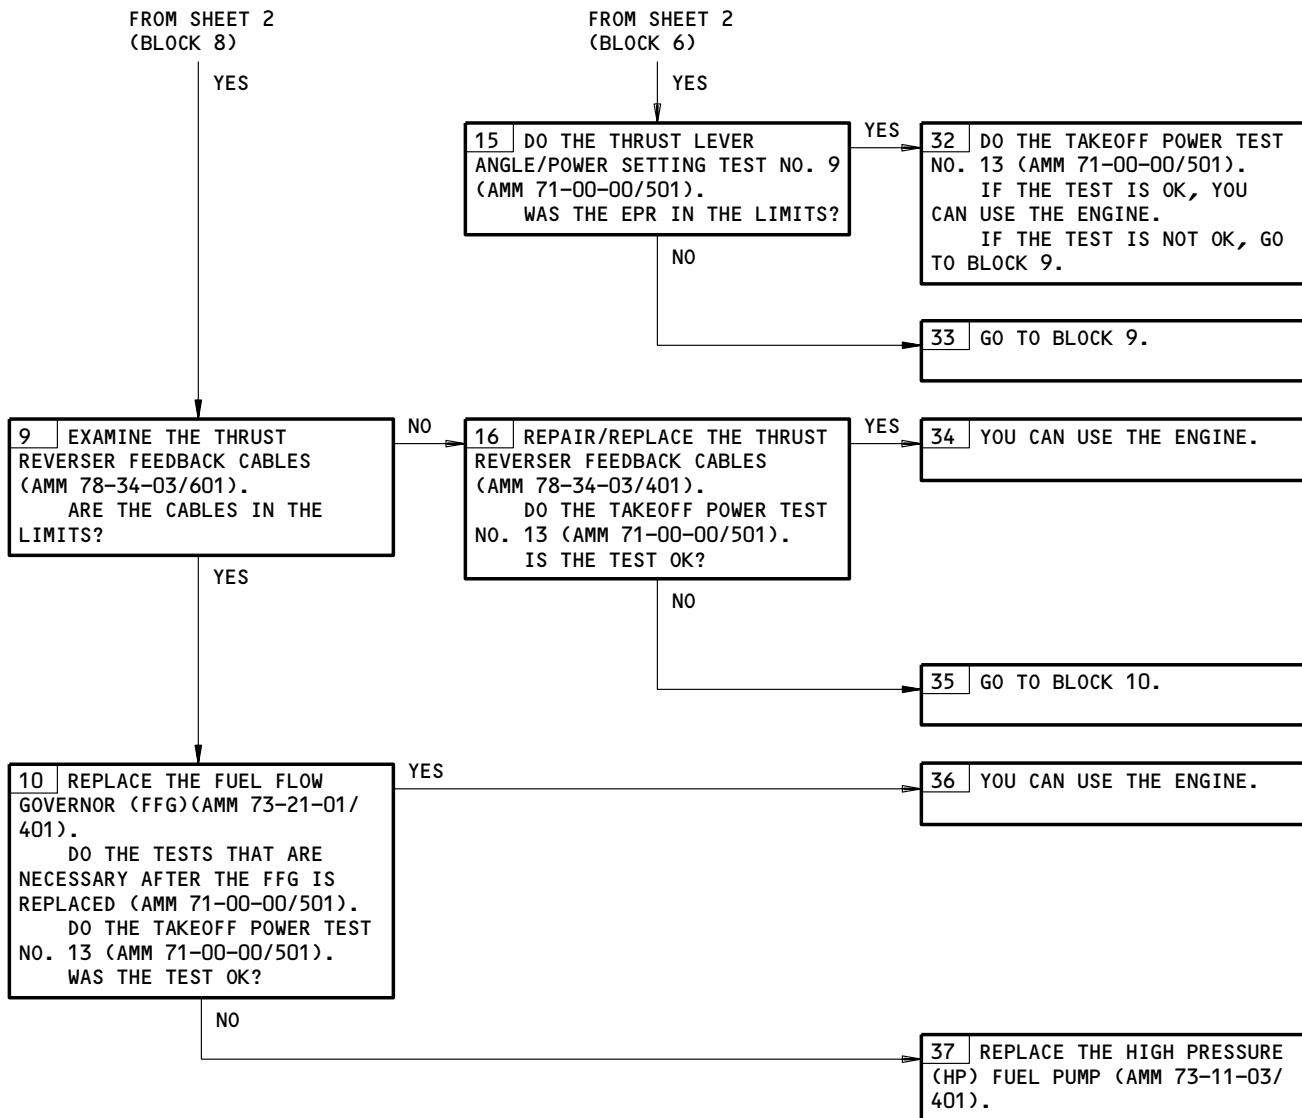 FROM SHEET 2
(BLOCK 8)
YES
FROM SHEET 2
(BLOCK 6)
YES
15 DO THE THRUST LEVER
ANGLE/POWER SETTING TEST NO. 9
(AMM 71-00-00/501).
WAS THE EPR IN THE LIMITS?
YES
NO
32 DO THE TAKEOFF POWER TEST
NO. 13 (AMM 71-00-00/501).
IF THE TEST IS OK, YOU
CAN USE THE ENGINE.
IF THE TEST IS NOT OK, GO
TO BLOCK 9.
33 GO TO BLOCK 9.
9 EXAMINE THE THRUST
REVERSER FEEDBACK CABLES
(AMM 78-34-03/601).
ARE THE CABLES IN THE
LIMITS?
NO
YES
16 REPAIR/REPLACE THE THRUST
REVERSER FEEDBACK CABLES
(AMM 78-34-03/401).
DO THE TAKEOFF POWER TEST
NO. 13 (AMM 71-00-00/501).
IS THE TEST OK?
YES
NO
34 YOU CAN USE THE ENGINE.
35 GO TO BLOCK 10.
10 REPLACE THE FUEL FLOW
GOVERNOR (FFG)(AMM 73-21-01/
401).
DO THE TESTS THAT ARE
NECESSARY AFTER THE FFG IS
REPLACED (AMM 71-00-00/501).
DO THE TAKEOFF POWER TEST
NO. 13 (AMM 71-00-00/501).
WAS THE TEST OK?
YES
NO
36 YOU CAN USE THE ENGINE.
37 REPLACE THE HIGH PRESSURE
(HP) FUEL PUMP (AMM 73-11-03/
401).